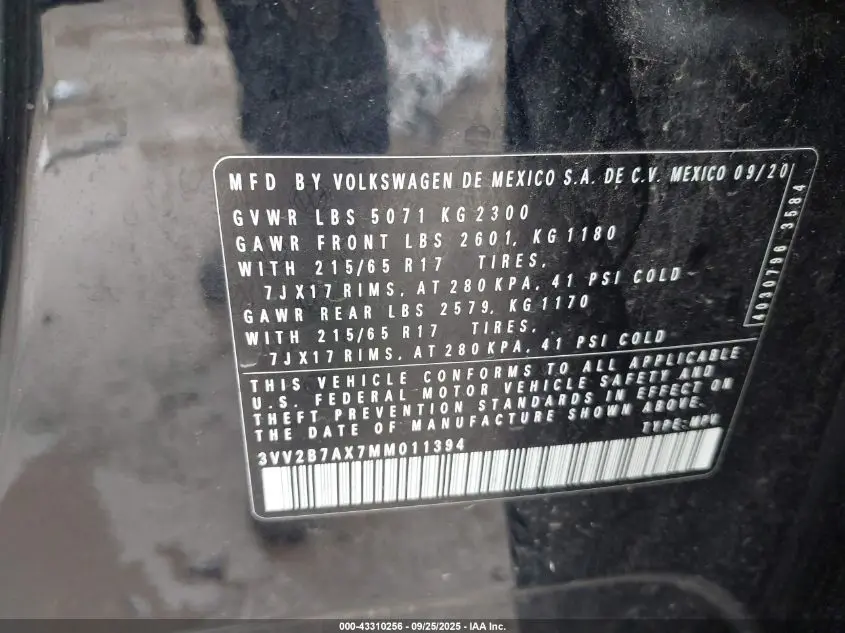 MFD BY VOLKSWAGEN DE MEXICO S.A. DE C.V. MEXICO 09/20
GVWR LBS 5071 KG 2300
GAWR FRONT LBS 2601, KG 1180
WITH 215/65 R17 TIRES,
7JX17 RIMS, AT 280 KPA, 41 PSI COLD
GAWR REAR LBS 2579, KG 1170
WITH 215/65 R17 TIRES,
7JX17 RIMS, AT 280 KPA, 41 PSI COLD
THIS VEHICLE CONFORMS TO ALL APPLICABLE
U.S. FEDERAL MOTOR VEHICLE SAFETY AND
THEFT PREVENTION STANDARDS IN EFFECT ON
THE DATE OF MANUFACTURE SHOWN ABOVE.
TYPE: MPV
3VV2B7AX7MM011394
4030796 3584
000-43310256 - 09/25/2025 - IAA Inc.